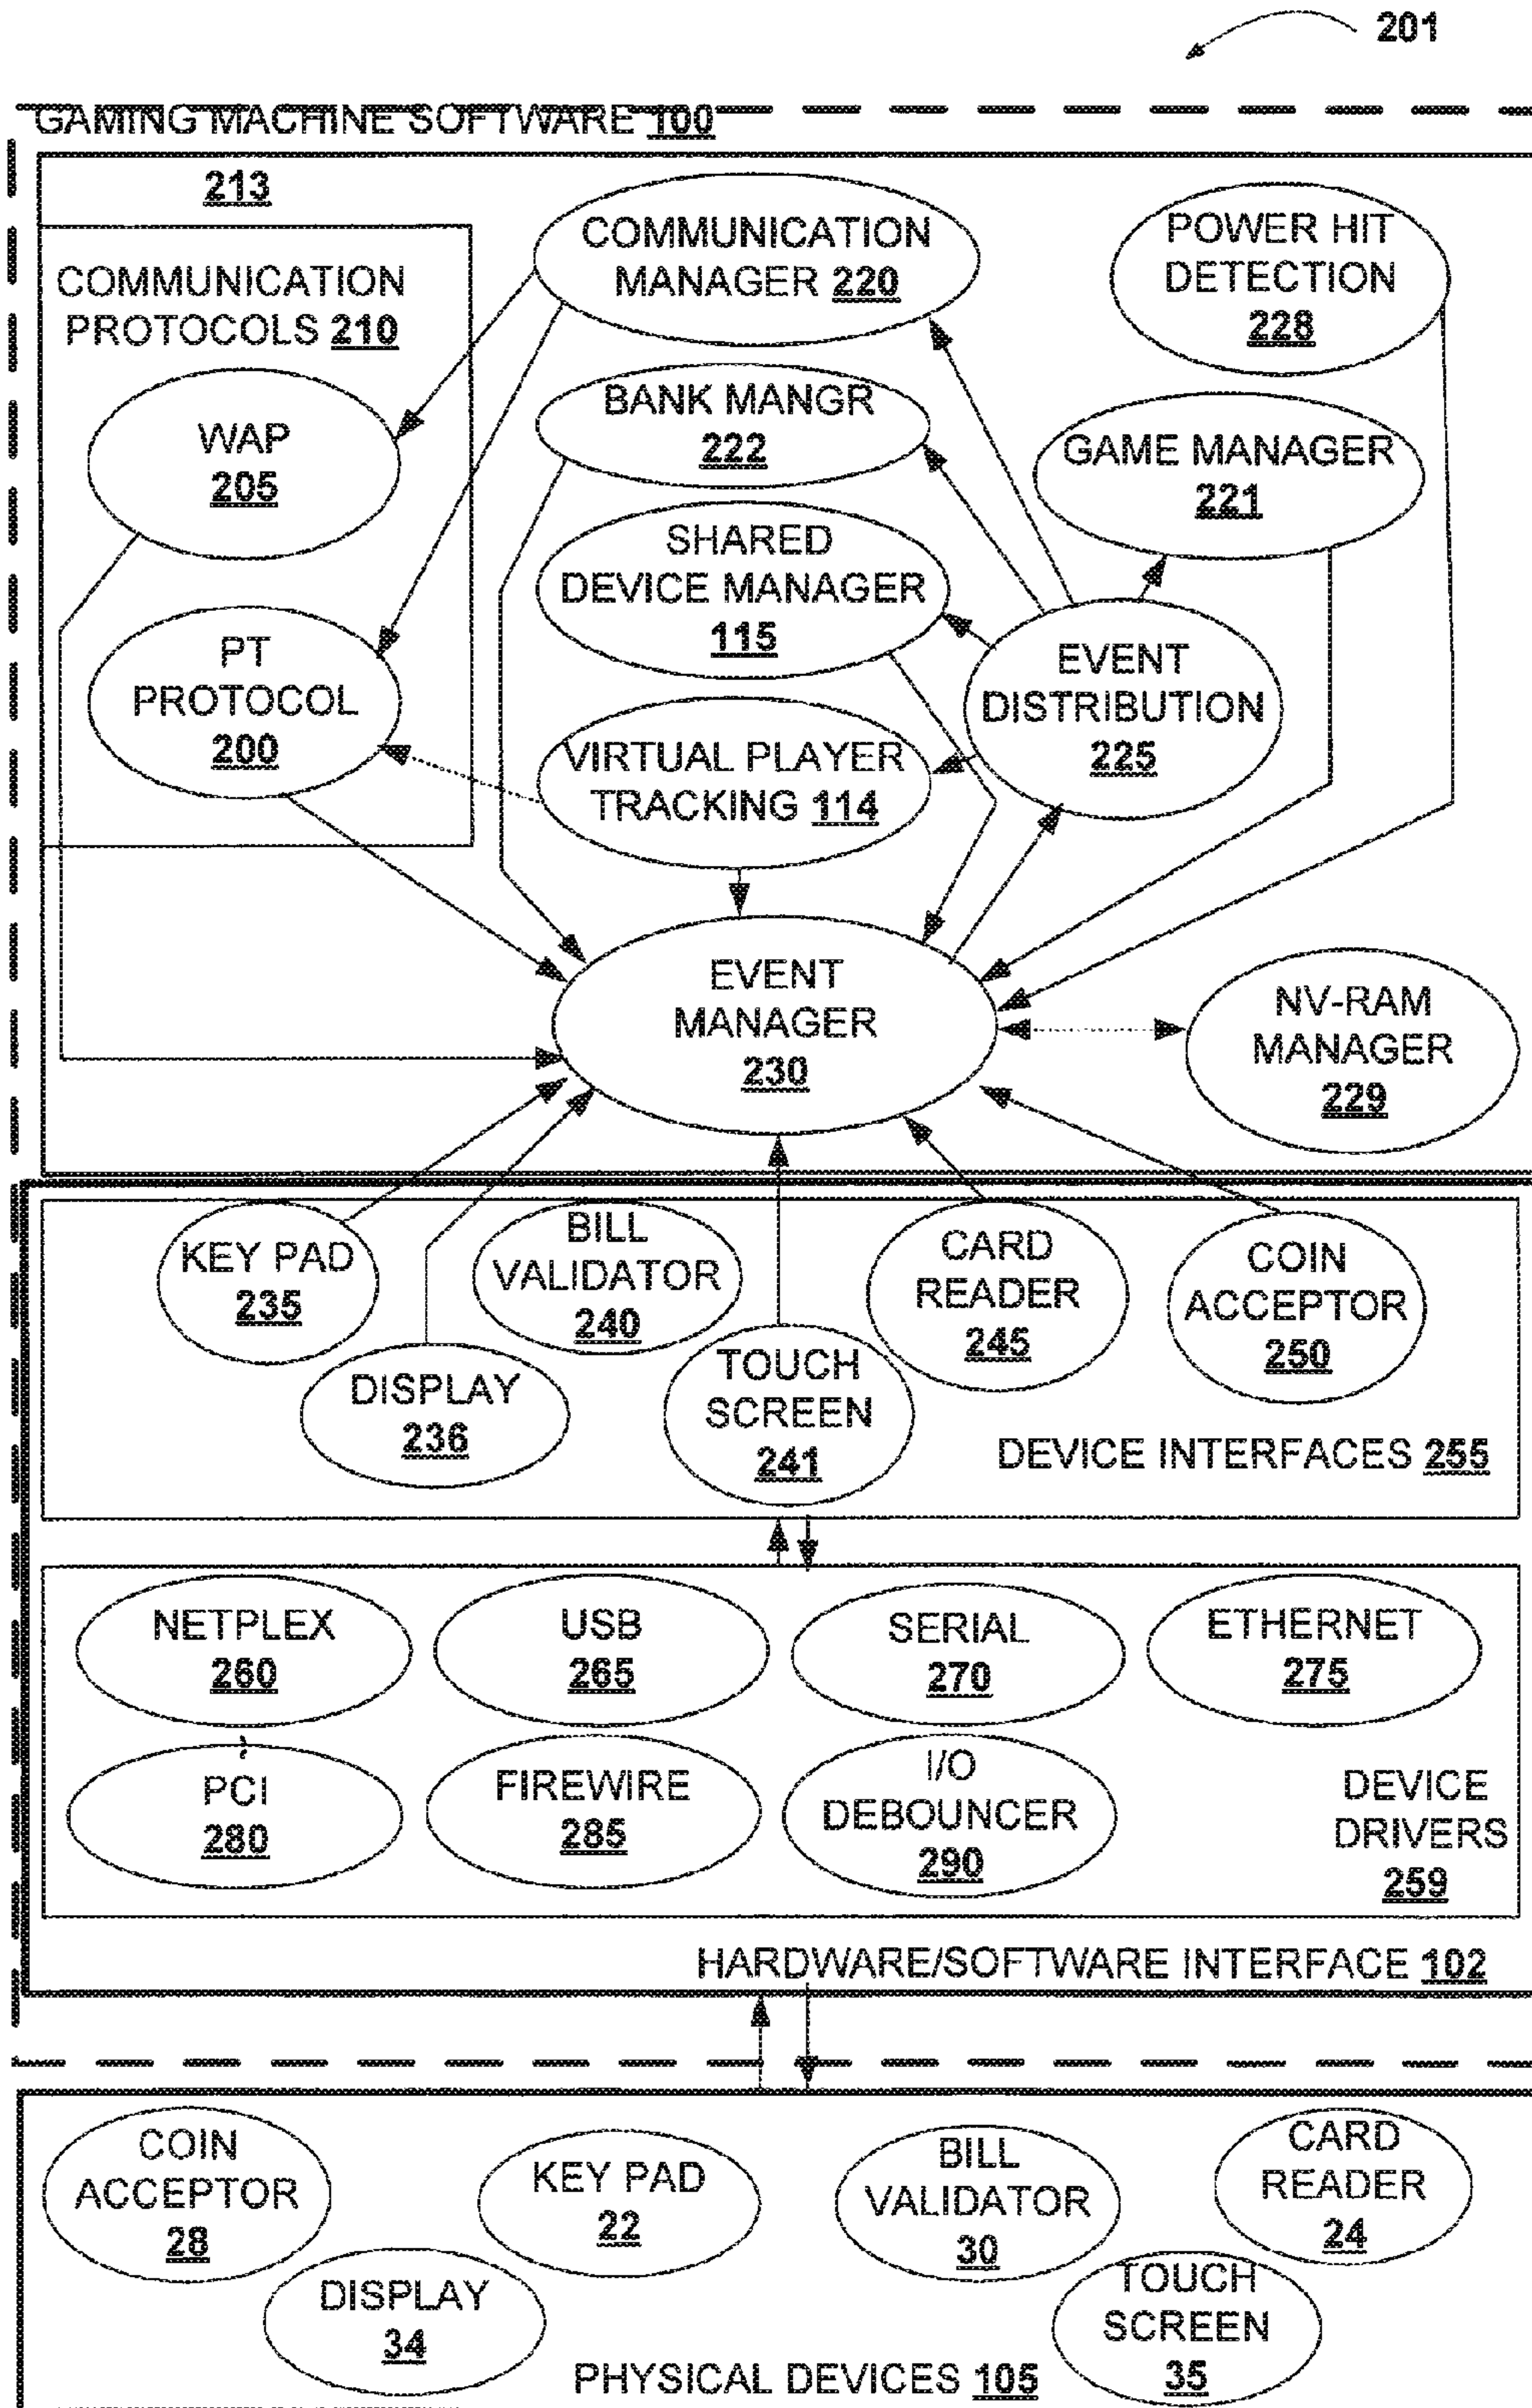 201
GAMING MACHINE SOFTWARE 100
213
COMMUNICATION
PROTOCOLS 210
WAP
205
PT
PROTOCOL
200
COMMUNICATION
MANAGER 220
BANK MANGR
222
SHARED
DEVICE MANAGER
115
VIRTUAL PLAYER
TRACKING 114
POWER HIT
DETECTION
228
GAME MANAGER
221
EVENT
DISTRIBUTION
225
EVENT
MANAGER
230
NV-RAM
MANAGER
229
KEY PAD
235
DISPLAY
236
BILL
VALIDATOR
240
TOUCH
SCREEN
241
CARD
READER
245
COIN
ACCEPTOR
250
DEVICE INTERFACES 255
NETPLEX
260
USB
265
SERIAL
270
ETHERNET
275
PCI
280
FIREWIRE
285
I/O
DEBOUNCER
290
DEVICE
DRIVERS
259
HARDWARE/SOFTWARE INTERFACE 102
COIN
ACCEPTOR
28
DISPLAY
34
KEY PAD
22
BILL
VALIDATOR
30
TOUCH
SCREEN
35
CARD
READER
24
PHYSICAL DEVICES 105